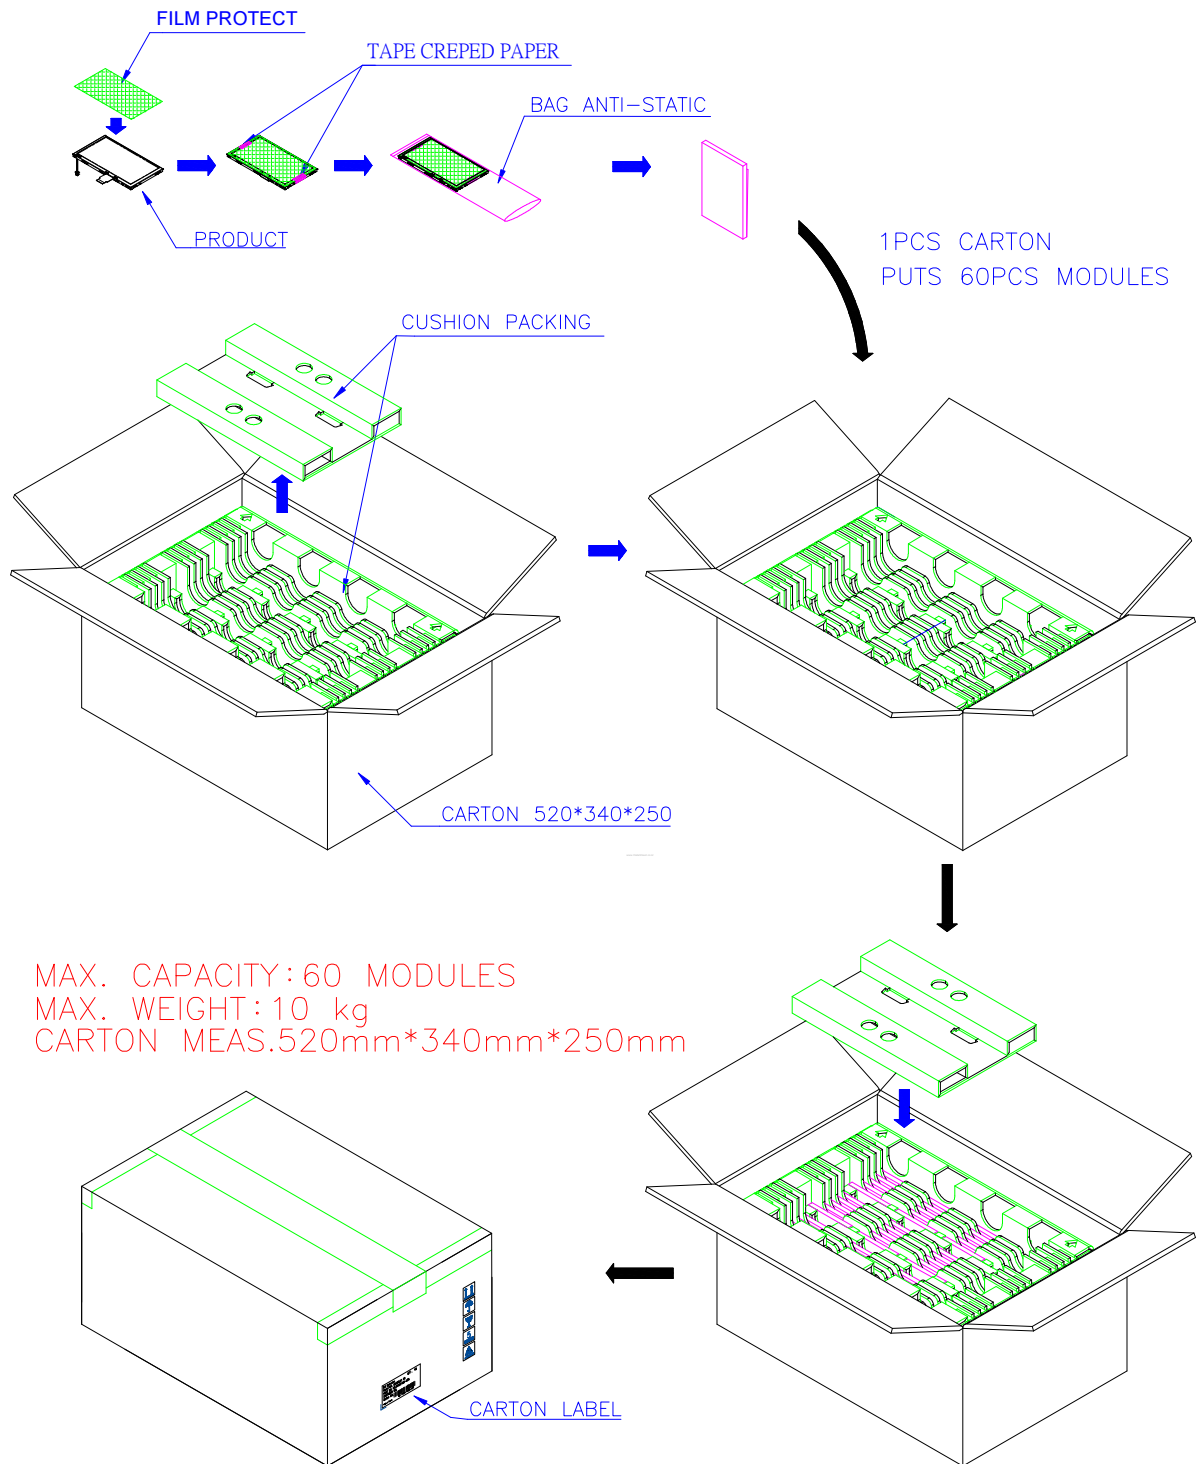 FILM PROTECT
TAPE CREPED PAPER
BAG ANTI-STATIC
PRODUCT
1PCS CARTON
PUTS 60PCS MODULES
CUSHION PACKING
CARTON 520*340*250
MAX. CAPACITY:60 MODULES
MAX. WEIGHT:10 kg
CARTON MEAS.520mm*340mm*250mm
CARTON LABEL